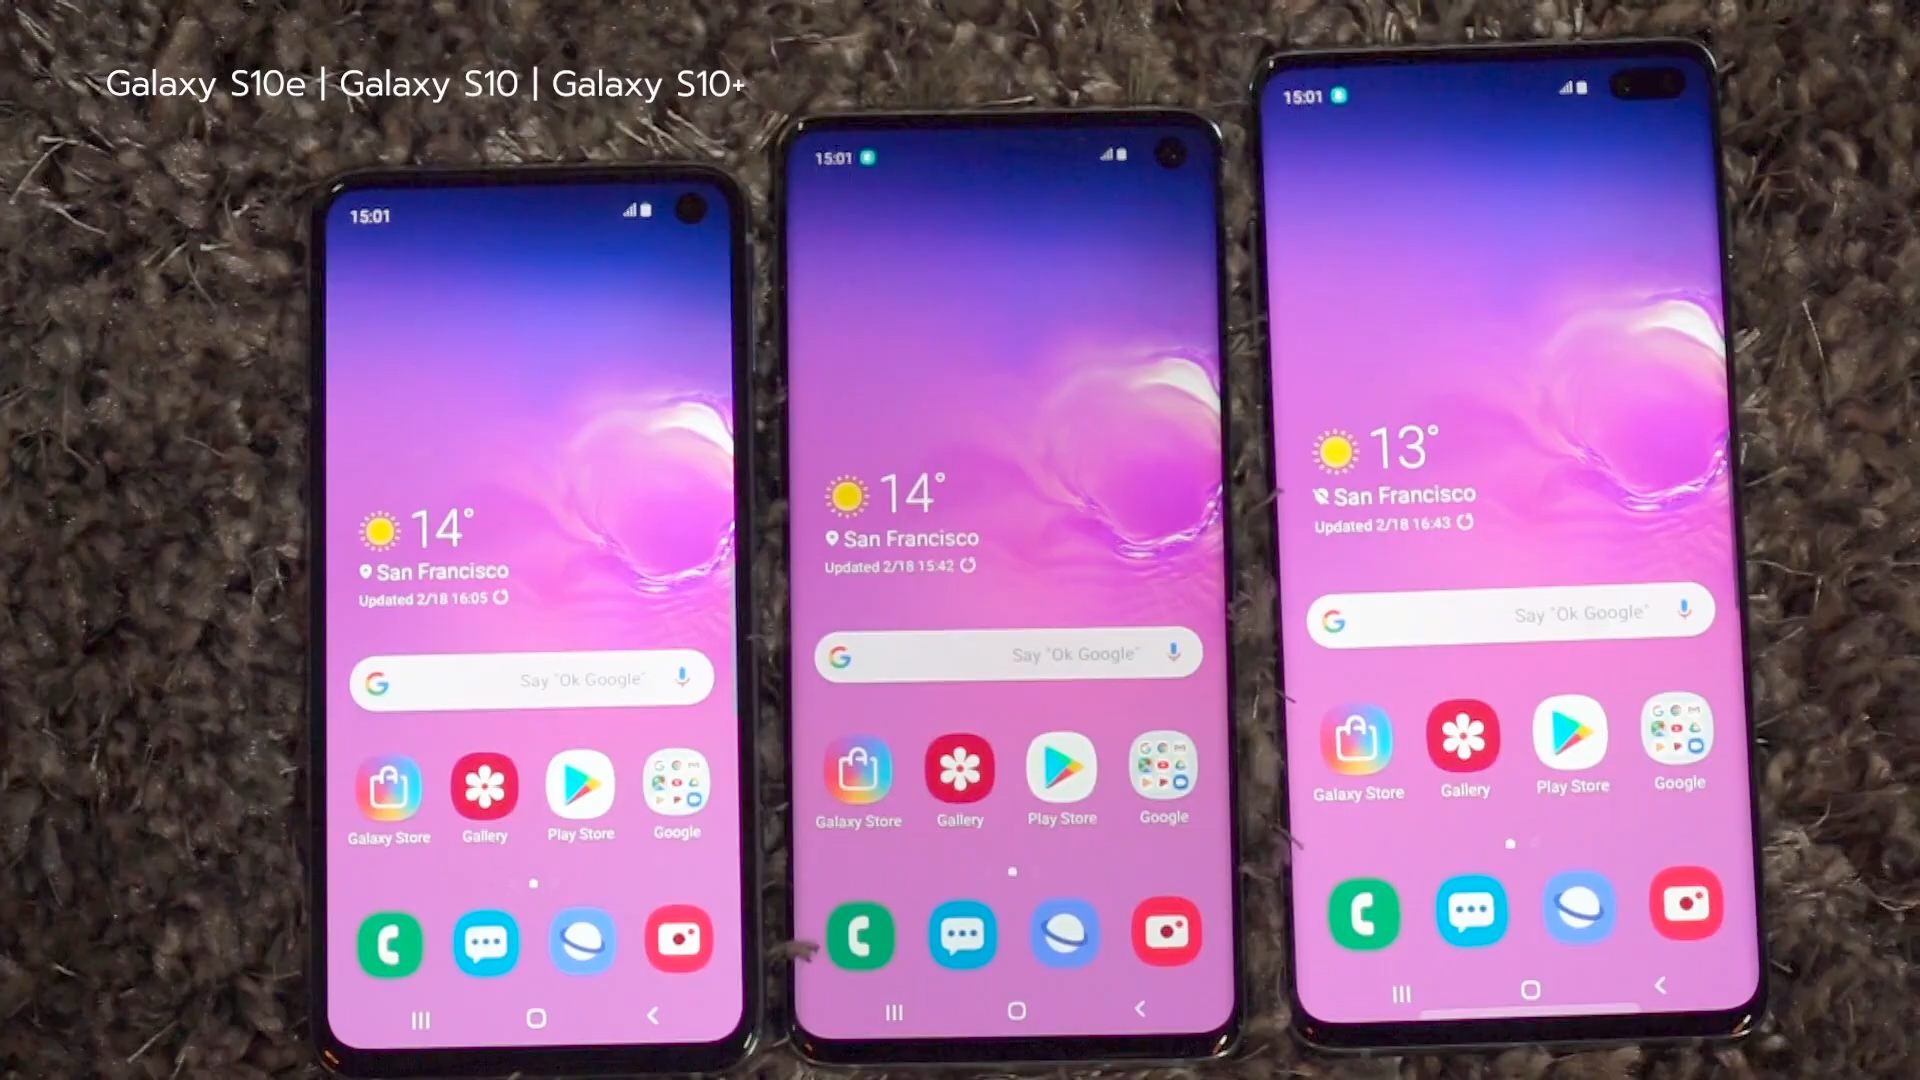 Galaxy S10e | Galaxy S10 | Galaxy S10+
15:01
14°
San Francisco
Updated 2/18 16:05
Say "Ok Google"
Galaxy Store
Gallery
Play Store
Google
15:01
14°
San Francisco
Updated 2/18 15:42
Say "Ok Google"
Galaxy Store
Gallery
Play Store
Google
15:01
13°
San Francisco
Updated 2/18 16:43
Say "Ok Google"
Galaxy Store
Gallery
Play Store
Google